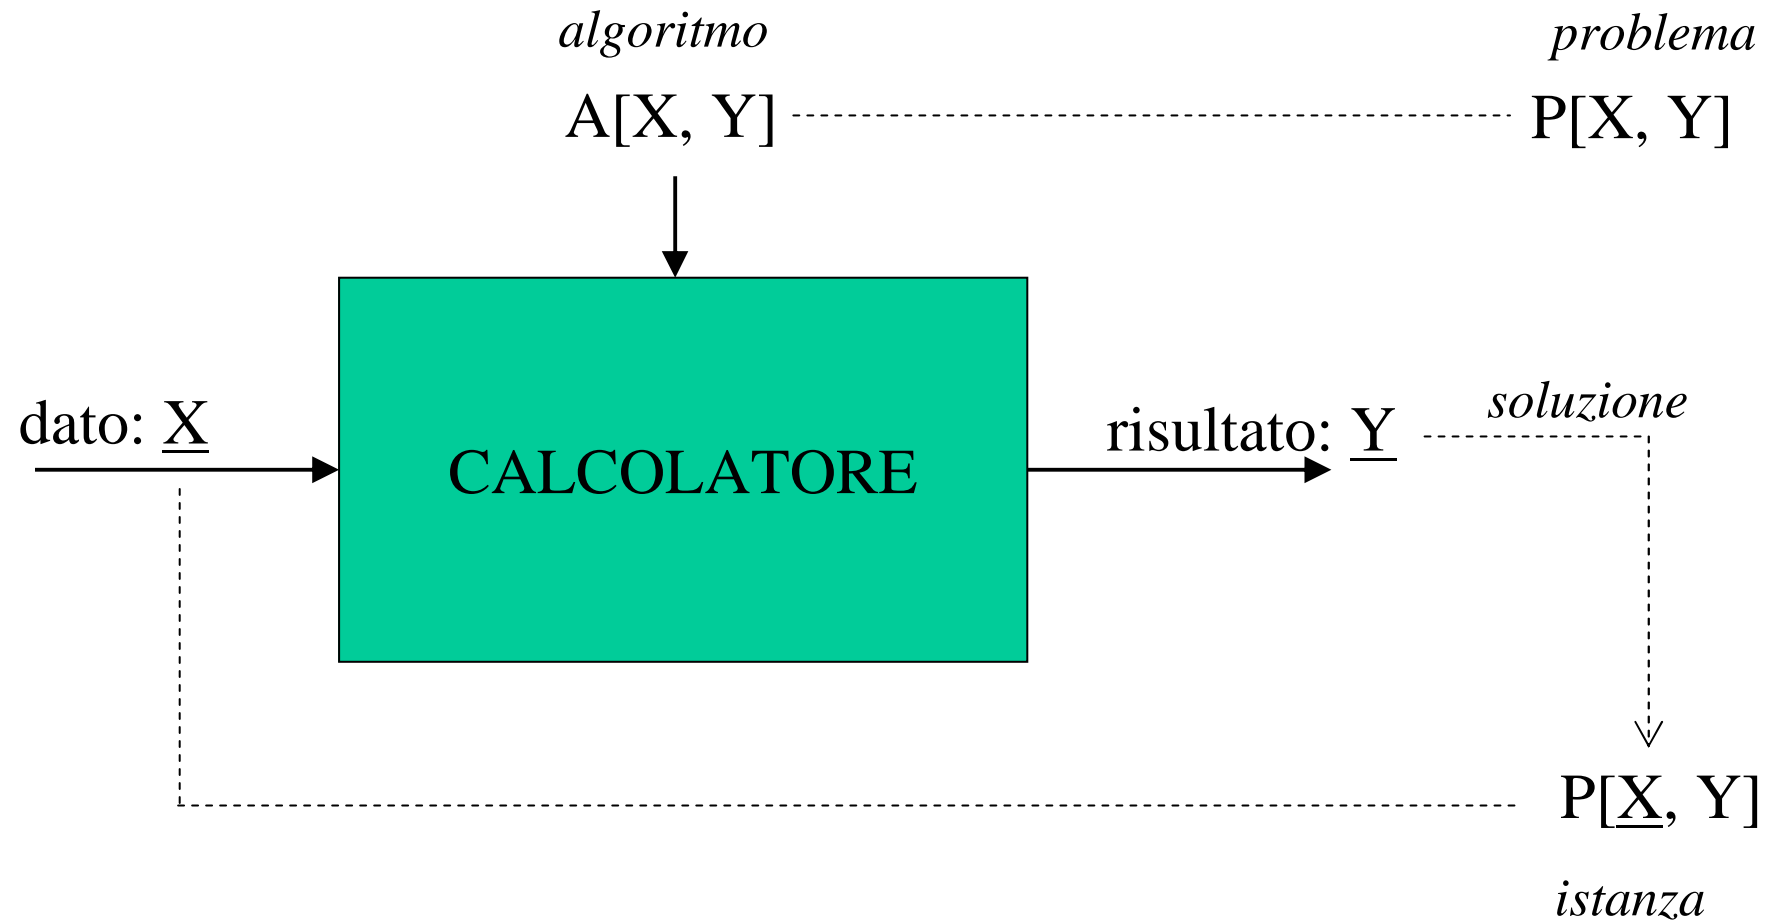 algoritmo
problema
A[X, Y]
P[X, Y]
dato: X
risultato: Y
soluzione
CALCOLATORE
P[X, Y]
istanza